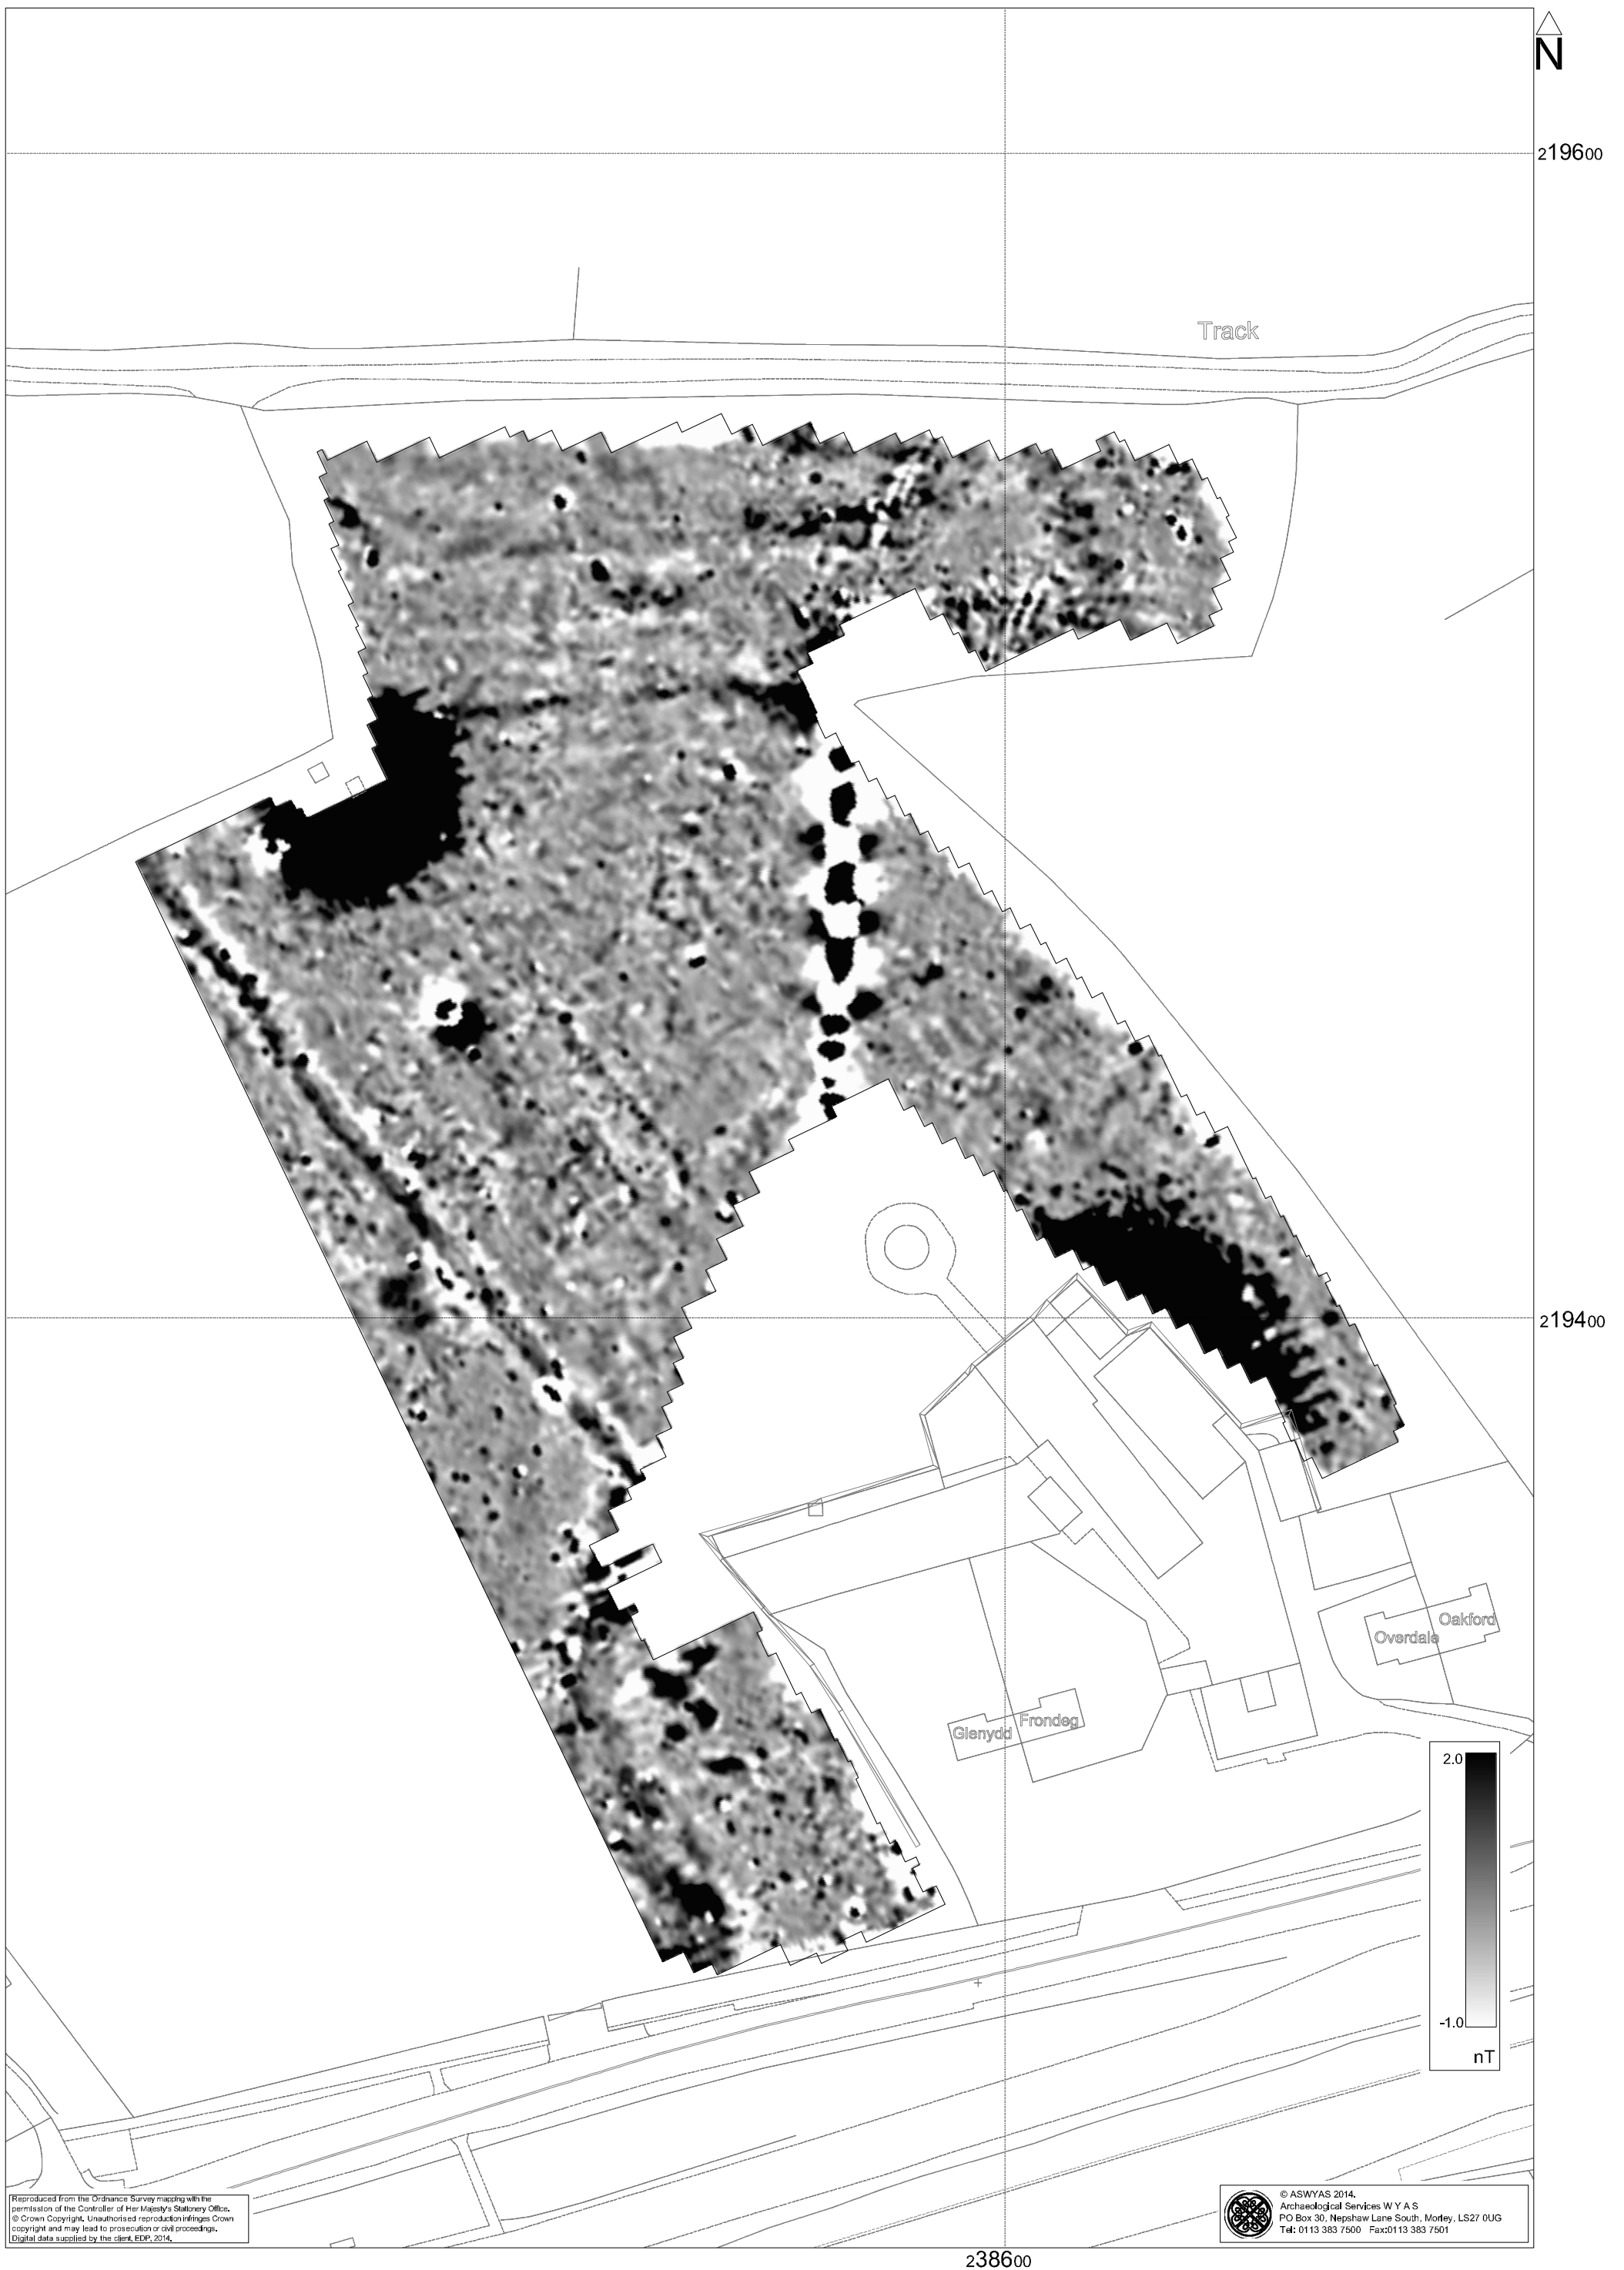 N
219600
Track
219400
Oakford
Overdale
Frondeg
Glenydd
2.0
-1.0
nT
Reproduced from the Ordnance Survey mapping with the
permission of the Controller of Her Majesty's Stationery Office.
© Crown Copyright. Unauthorised reproduction infringes Crown
copyright and may lead to prosecution or civil proceedings.
Digital data supplied by the client, EDP, 2014.
© ASWYAS 2014.
Archaeological Services W Y A S
PO Box 30, Nepshaw Lane South, Morley, LS27 0UG
Tel: 0113 383 7500 Fax:0113 383 7501
238600